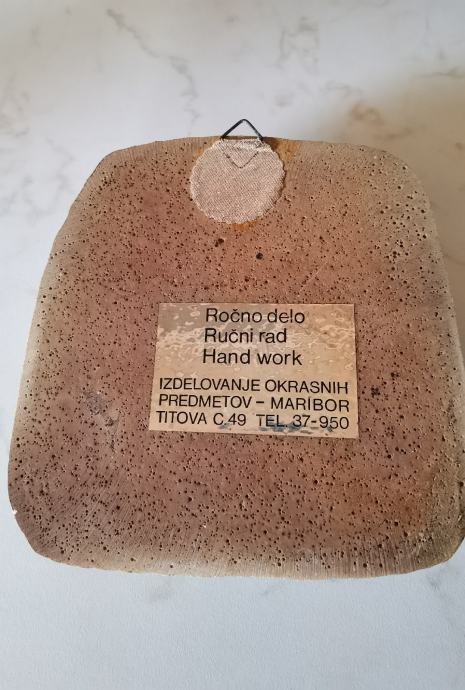 Ročno delo
Ručni rad
Hand work
IZDELOVANJE OKRASNIH
PREDMETOV – MARIBOR
TITOVA C.49 TEL. 37-950